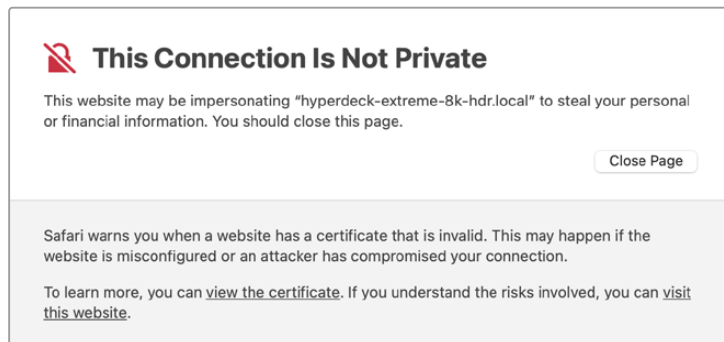 This Connection Is Not Private
This website may be impersonating “hyperdeck-extreme-8k-hdr.local” to steal your personal
or financial information. You should close this page.
Close Page
Safari warns you when a website has a certificate that is invalid. This may happen if the
website is misconfigured or an attacker has compromised your connection.
To learn more, you can view the certificate. If you understand the risks involved, you can visit
this website.